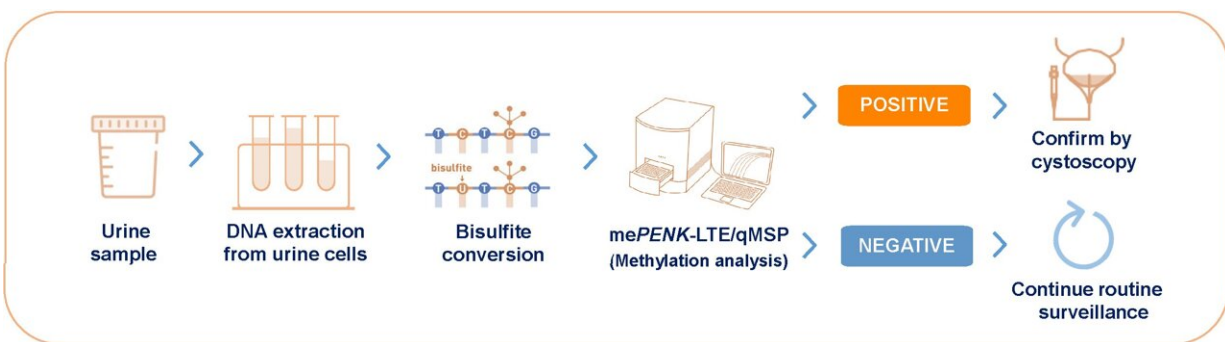 Urine
sample
DNA extraction
from urine cells
T C T C G
bisulfite
T U T C G
Bisulfite
conversion
mePENK-LTE/qMSP
(Methylation analysis)
POSITIVE
Confirm by
cystoscopy
NEGATIVE
Continue routine
surveillance